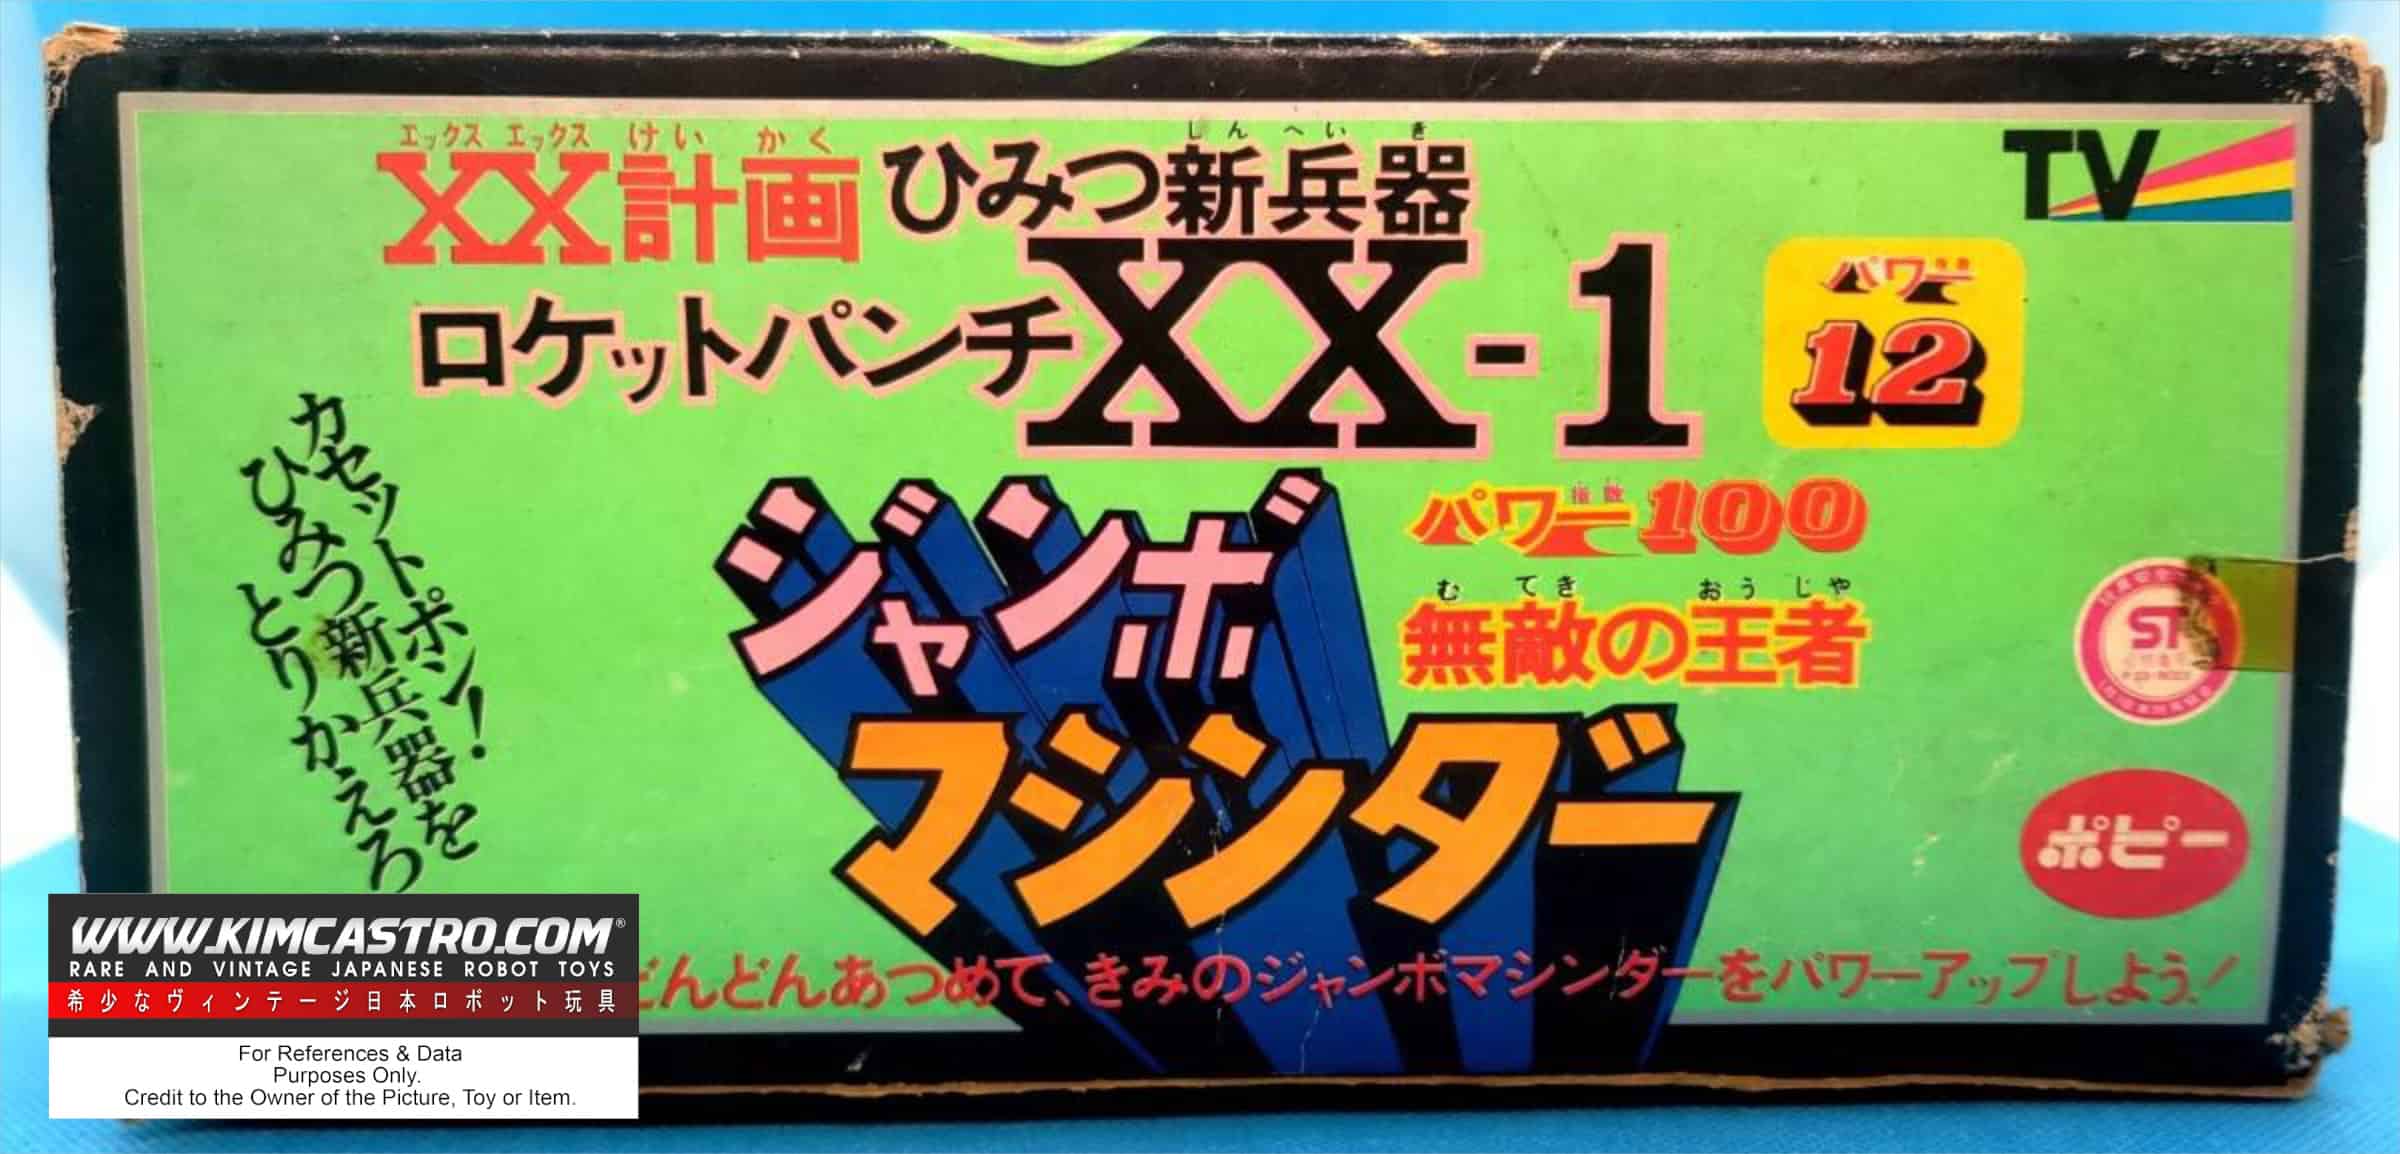 エックス エックス けい かく
XX計画
しんへいき
ひみつ新兵器
TV
ロケットパンチXX-1
パワー指数
12
カセットポン!
ひみつ新兵器を
とりかえろ
ジャンボ
マシンダー
パワー指数100
む てき おう じゃ
無敵の王者
ST
ポピー
どんどんあつめて、きみのジャンボマシンダーをパワーアップしよう!
WWW.KIMCASTRO.COM®
RARE AND VINTAGE JAPANESE ROBOT TOYS
希少なヴィンテージ日本ロボット玩具
For References & Data
Purposes Only.
Credit to the Owner of the Picture, Toy or Item.